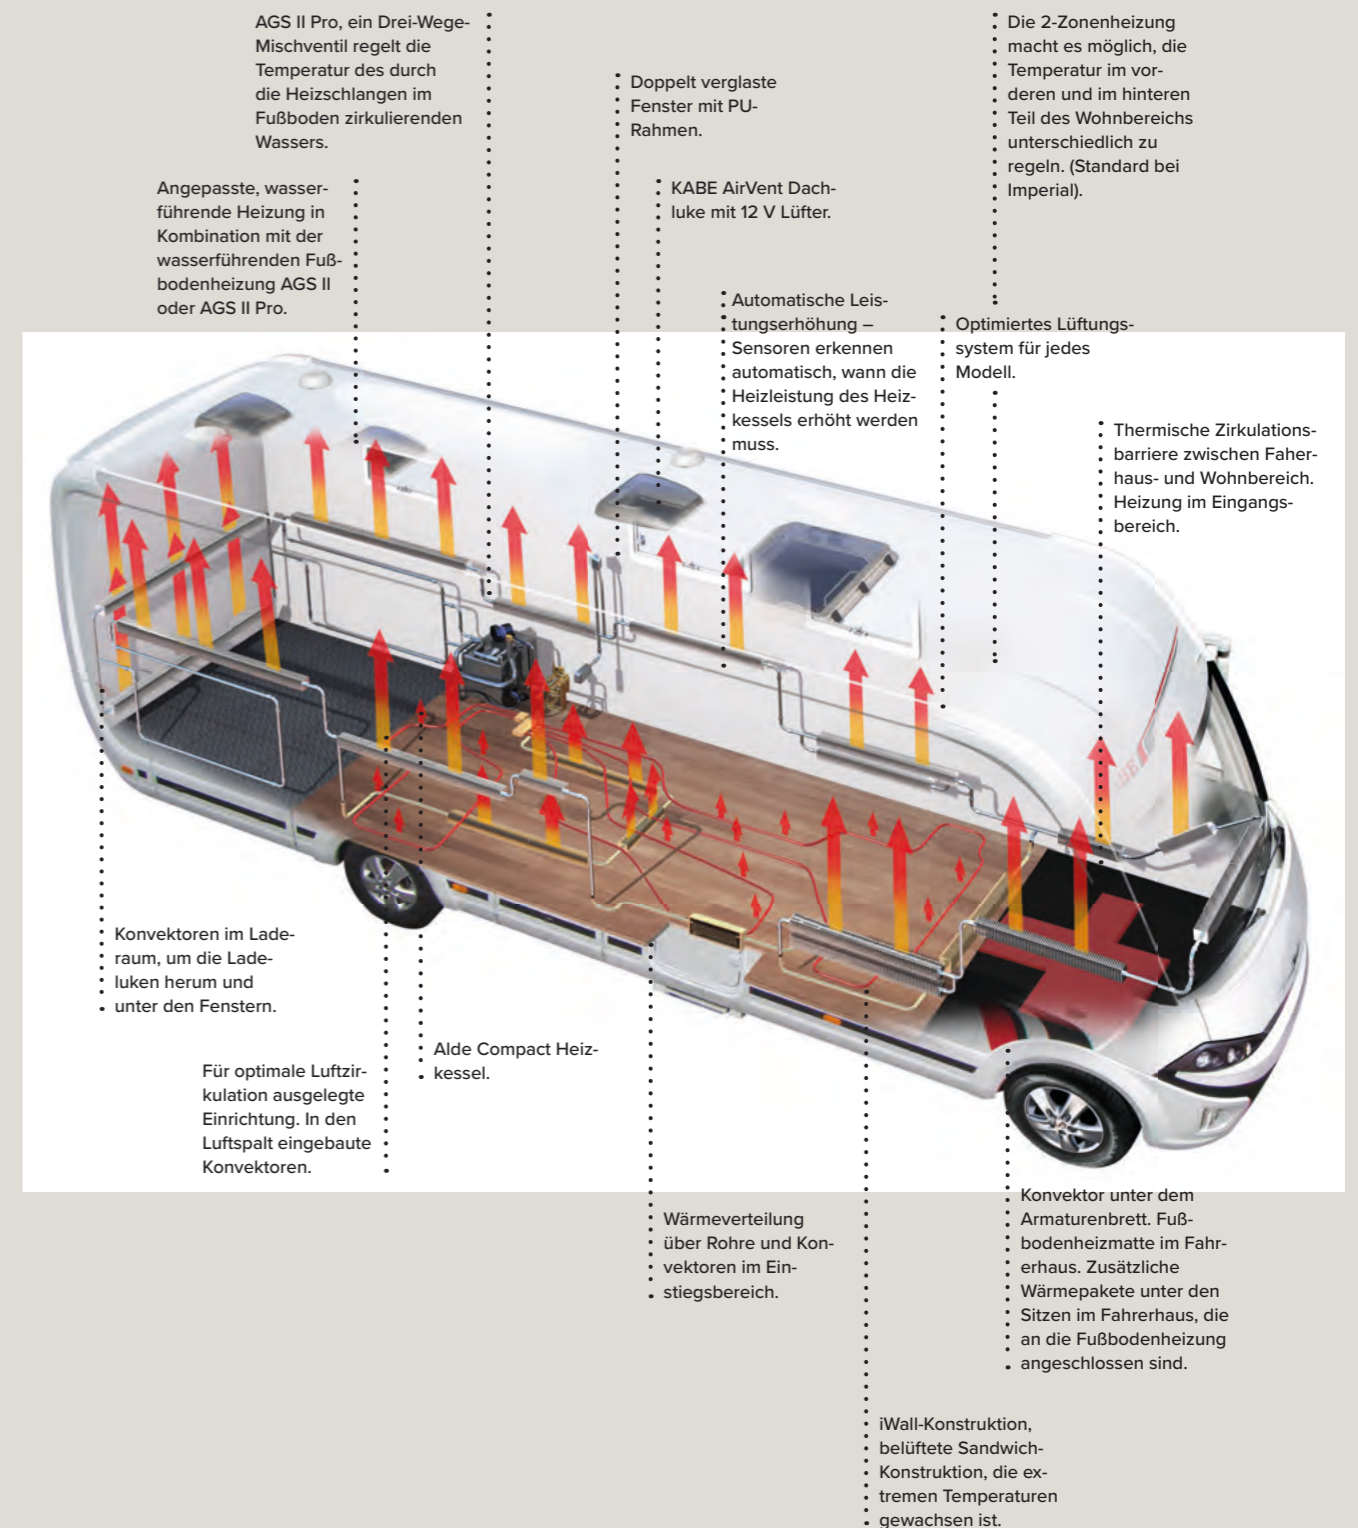 AGS II Pro, ein Drei-Wege-
Mischventil regelt die
Temperatur des durch
die Heizschlangen im
Fußboden zirkulierenden
Wassers.
Doppelt verglaste
Fenster mit PU-
Rahmen.
Die 2-Zonenheizung
macht es möglich, die
Temperatur im vor-
deren und im hinteren
Teil des Wohnbereichs
unterschiedlich zu
regeln. (Standard bei
Imperial).
Angepasste, wasser-
führende Heizung in
Kombination mit der
wasserführenden Fuß-
bodenheizung AGS II
oder AGS II Pro.
KABE AirVent Dach-
luke mit 12 V Lüfter.
Automatische Leis-
tungserhöhung –
Sensoren erkennen
automatisch, wann die
Heizleistung des Heiz-
kessels erhöht werden
muss.
Optimiertes Lüftungs-
system für jedes
Modell.
Thermische Zirkulations-
barriere zwischen Faher-
haus- und Wohnbereich.
Heizung im Eingangs-
bereich.
Konvektoren im Lade-
raum, um die Lade-
luken herum und
unter den Fenstern.
Alde Compact Heiz-
kessel.
Für optimale Luftzir-
kulation ausgelegte
Einrichtung. In den
Luftspalt eingebaute
Konvektoren.
Wärmeverteilung
über Rohre und Kon-
vektoren im Ein-
stiegsbereich.
Konvektor unter dem
Armaturenbrett. Fuß-
bodenheizmatte im Fahr-
erhaus. Zusätzliche
Wärmepakete unter den
Sitzen im Fahrerhaus, die
an die Fußbodenheizung
angeschlossen sind.
iWall-Konstruktion,
belüftete Sandwich-
Konstruktion, die ex-
tremen Temperaturen
gewachsen ist.